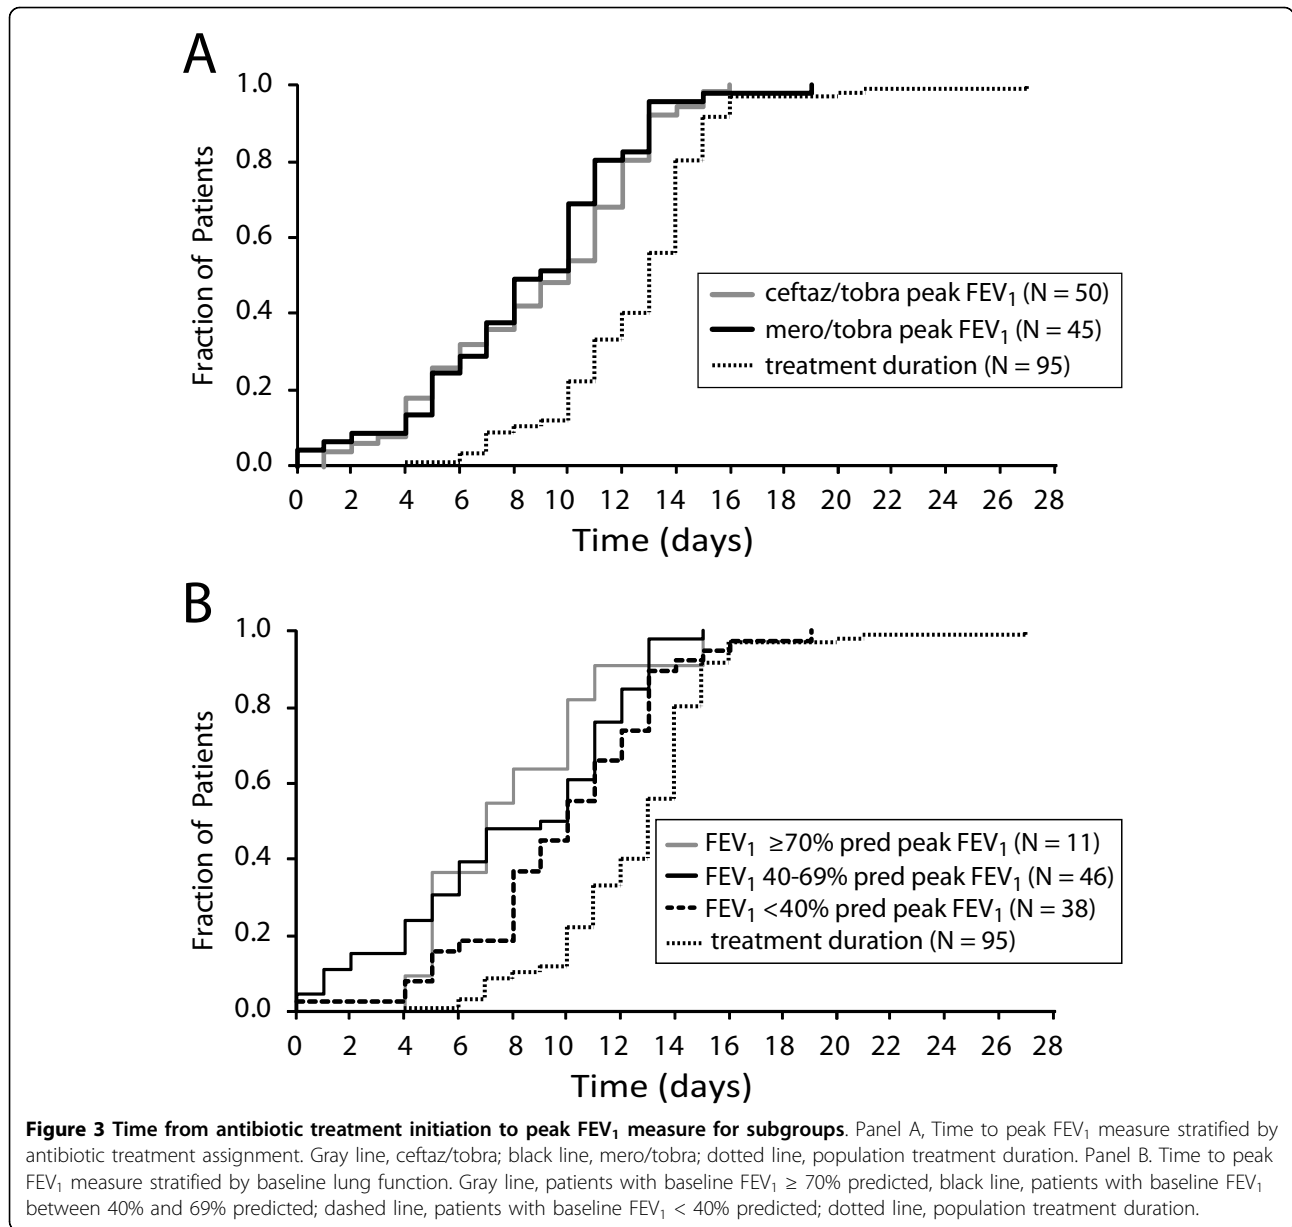 A
Fraction of Patients
1.0
0.8
0.6
0.4
0.2
0.0
ceftaz/tobra peak FEV₁ (N = 50)
mero/tobra peak FEV₁ (N = 45)
treatment duration (N = 95)
0 2 4 6 8 10 12 14 16 18 20 22 24 26 28
Time (days)
B
Fraction of Patients
1.0
0.8
0.6
0.4
0.2
0.0
FEV₁ ≥70% pred peak FEV₁ (N = 11)
FEV₁ 40-69% pred peak FEV₁ (N = 46)
FEV₁ <40% pred peak FEV₁ (N = 38)
treatment duration (N = 95)
0 2 4 6 8 10 12 14 16 18 20 22 24 26 28
Time (days)
Figure 3 Time from antibiotic treatment initiation to peak FEV₁ measure for subgroups. Panel A, Time to peak FEV₁ measure stratified by
antibiotic treatment assignment. Gray line, ceftaz/tobra; black line, mero/tobra; dotted line, population treatment duration. Panel B. Time to peak
FEV₁ measure stratified by baseline lung function. Gray line, patients with baseline FEV₁ ≥ 70% predicted, black line, patients with baseline FEV₁
between 40% and 69% predicted; dashed line, patients with baseline FEV₁ < 40% predicted; dotted line, population treatment duration.